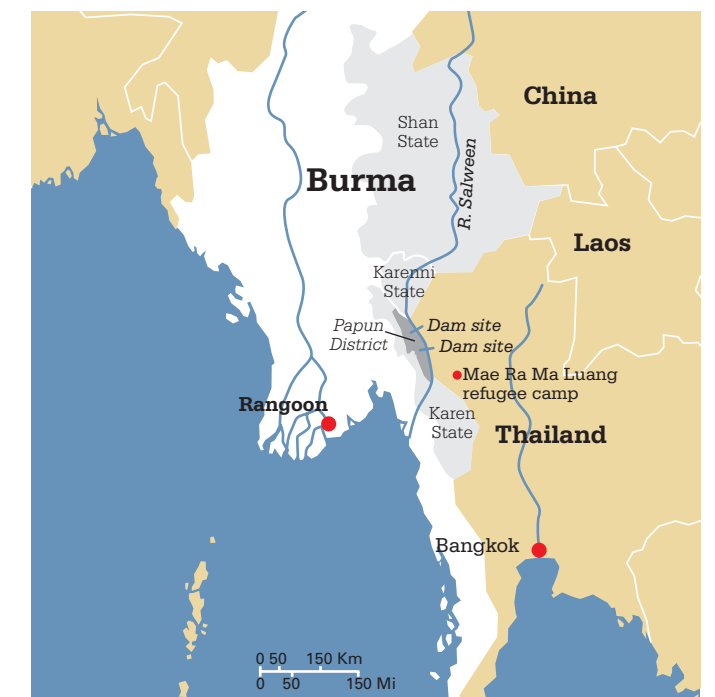 China
Shan
State
Burma
R. Salween
Laos
Karenni
State
Papun
District
Dam site
Dam site
Mae Ra Ma Luang
refugee camp
Rangoon
Karen
State
Thailand
Bangkok
0 50 150 Km
0 50 150 Mi